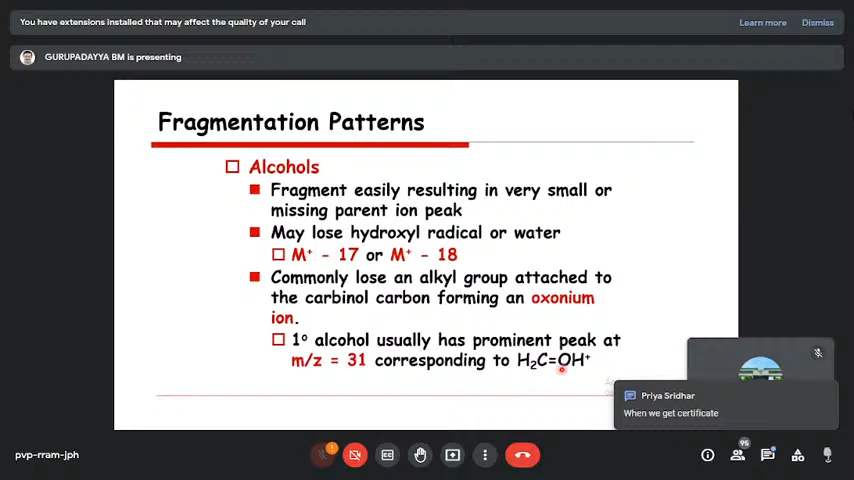 You have extensions installed that may affect the quality of your call
Learn more
Dismiss
GURUPADAYYA BM is presenting
Fragmentation Patterns
Alcohols
Fragment easily resulting in very small or
missing parent ion peak
May lose hydroxyl radical or water
M⁺ - 17 or M⁺ - 18
Commonly lose an alkyl group attached to
the carbinol carbon forming an oxonium
ion.
1º alcohol usually has prominent peak at
m/z = 31 corresponding to H₂C=OH⁺
Priya Sridhar
When we get certificate
pvp-rram-jph
1
95